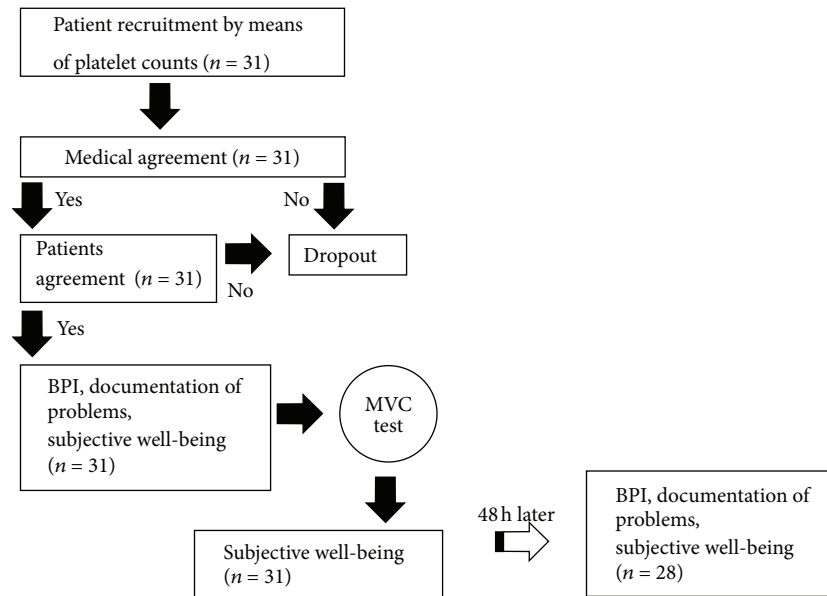 Patient recruitment by means
of platelet counts (n = 31)
Medical agreement (n = 31)
Yes
No
Patients
agreement (n = 31)
No
Dropout
Yes
BPI, documentation of
problems,
subjective well-being
(n = 31)
MVC
test
Subjective well-being
(n = 31)
48 h later
BPI, documentation of
problems,
subjective well-being
(n = 28)